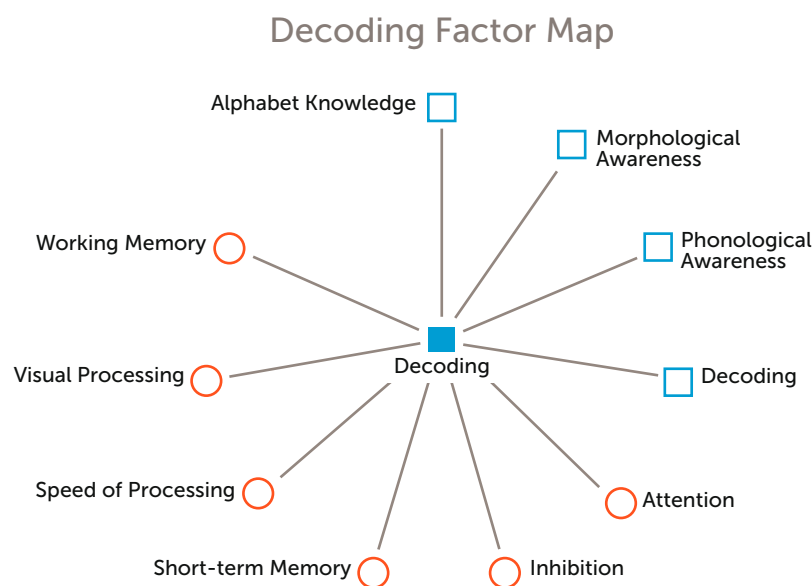 Decoding Factor Map
Alphabet Knowledge
Morphological
Awareness
Working Memory
Phonological
Awareness
Decoding
Visual Processing
Decoding
Speed of Processing
Attention
Short-term Memory
Inhibition